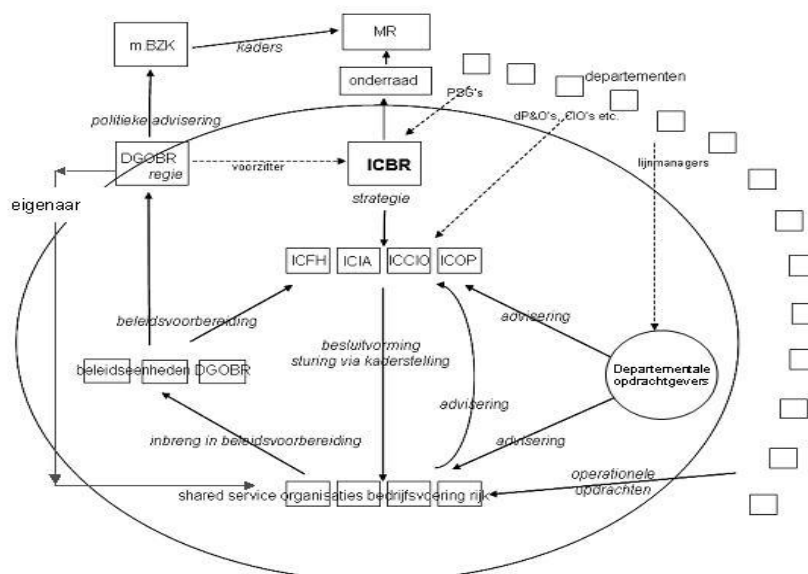 MR
m.BZK
kaders
onderraad
departementen
PSG's
politieke advisering
dP&O's, CIO's etc.
DGOBR
regie
voorzitter
ICBR
lijnmanagers
eigenaar
strategie
ICFH
ICIA
ICCIO
ICOP
beleidsvoorbereiding
besluitvorming
sturing via kaderstelling
advisering
beleidseenheden DGOBR
Departementale
opdrachtgevers
advisering
inbreng in beleidsvoorbereiding
advisering
operationele
opdrachten
shared service organisaties bedrijfsvoering rijk